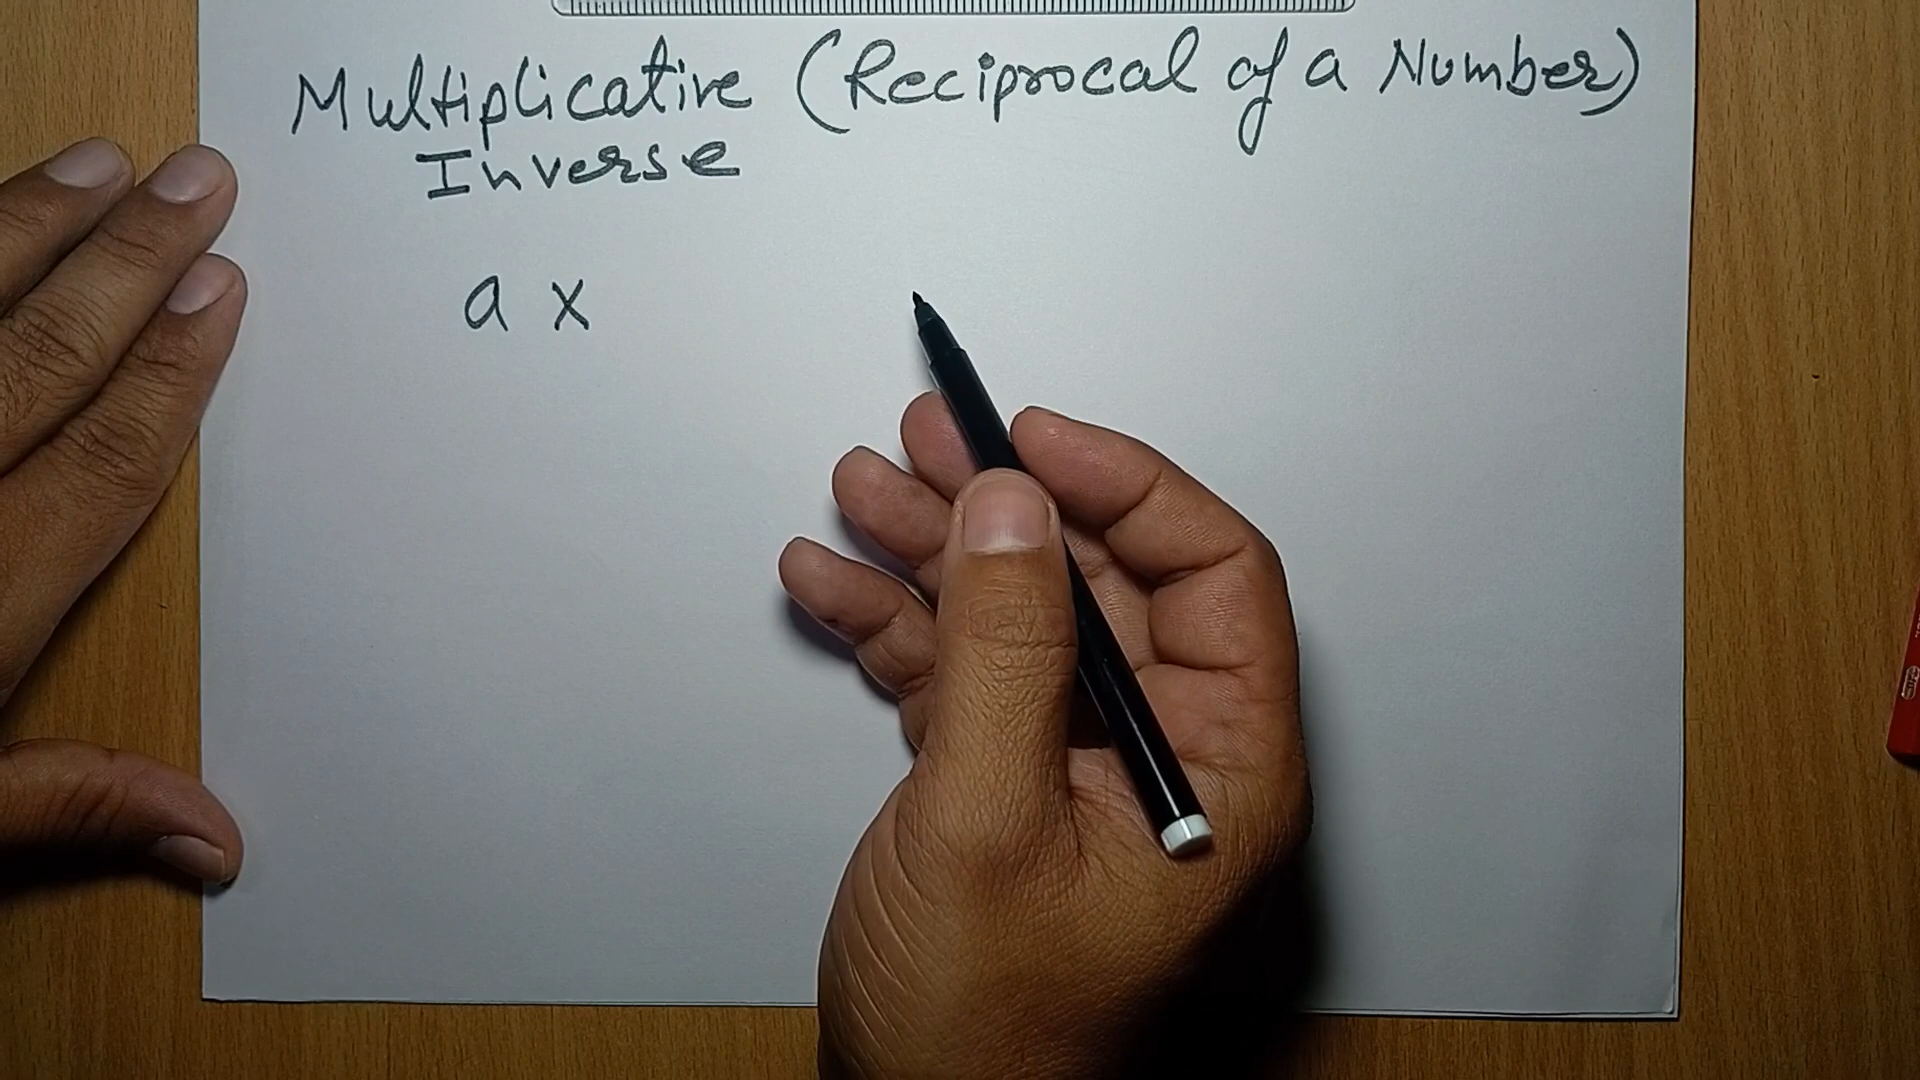 Multiplicative (Reciprocal of a Number)
Inverse
a x